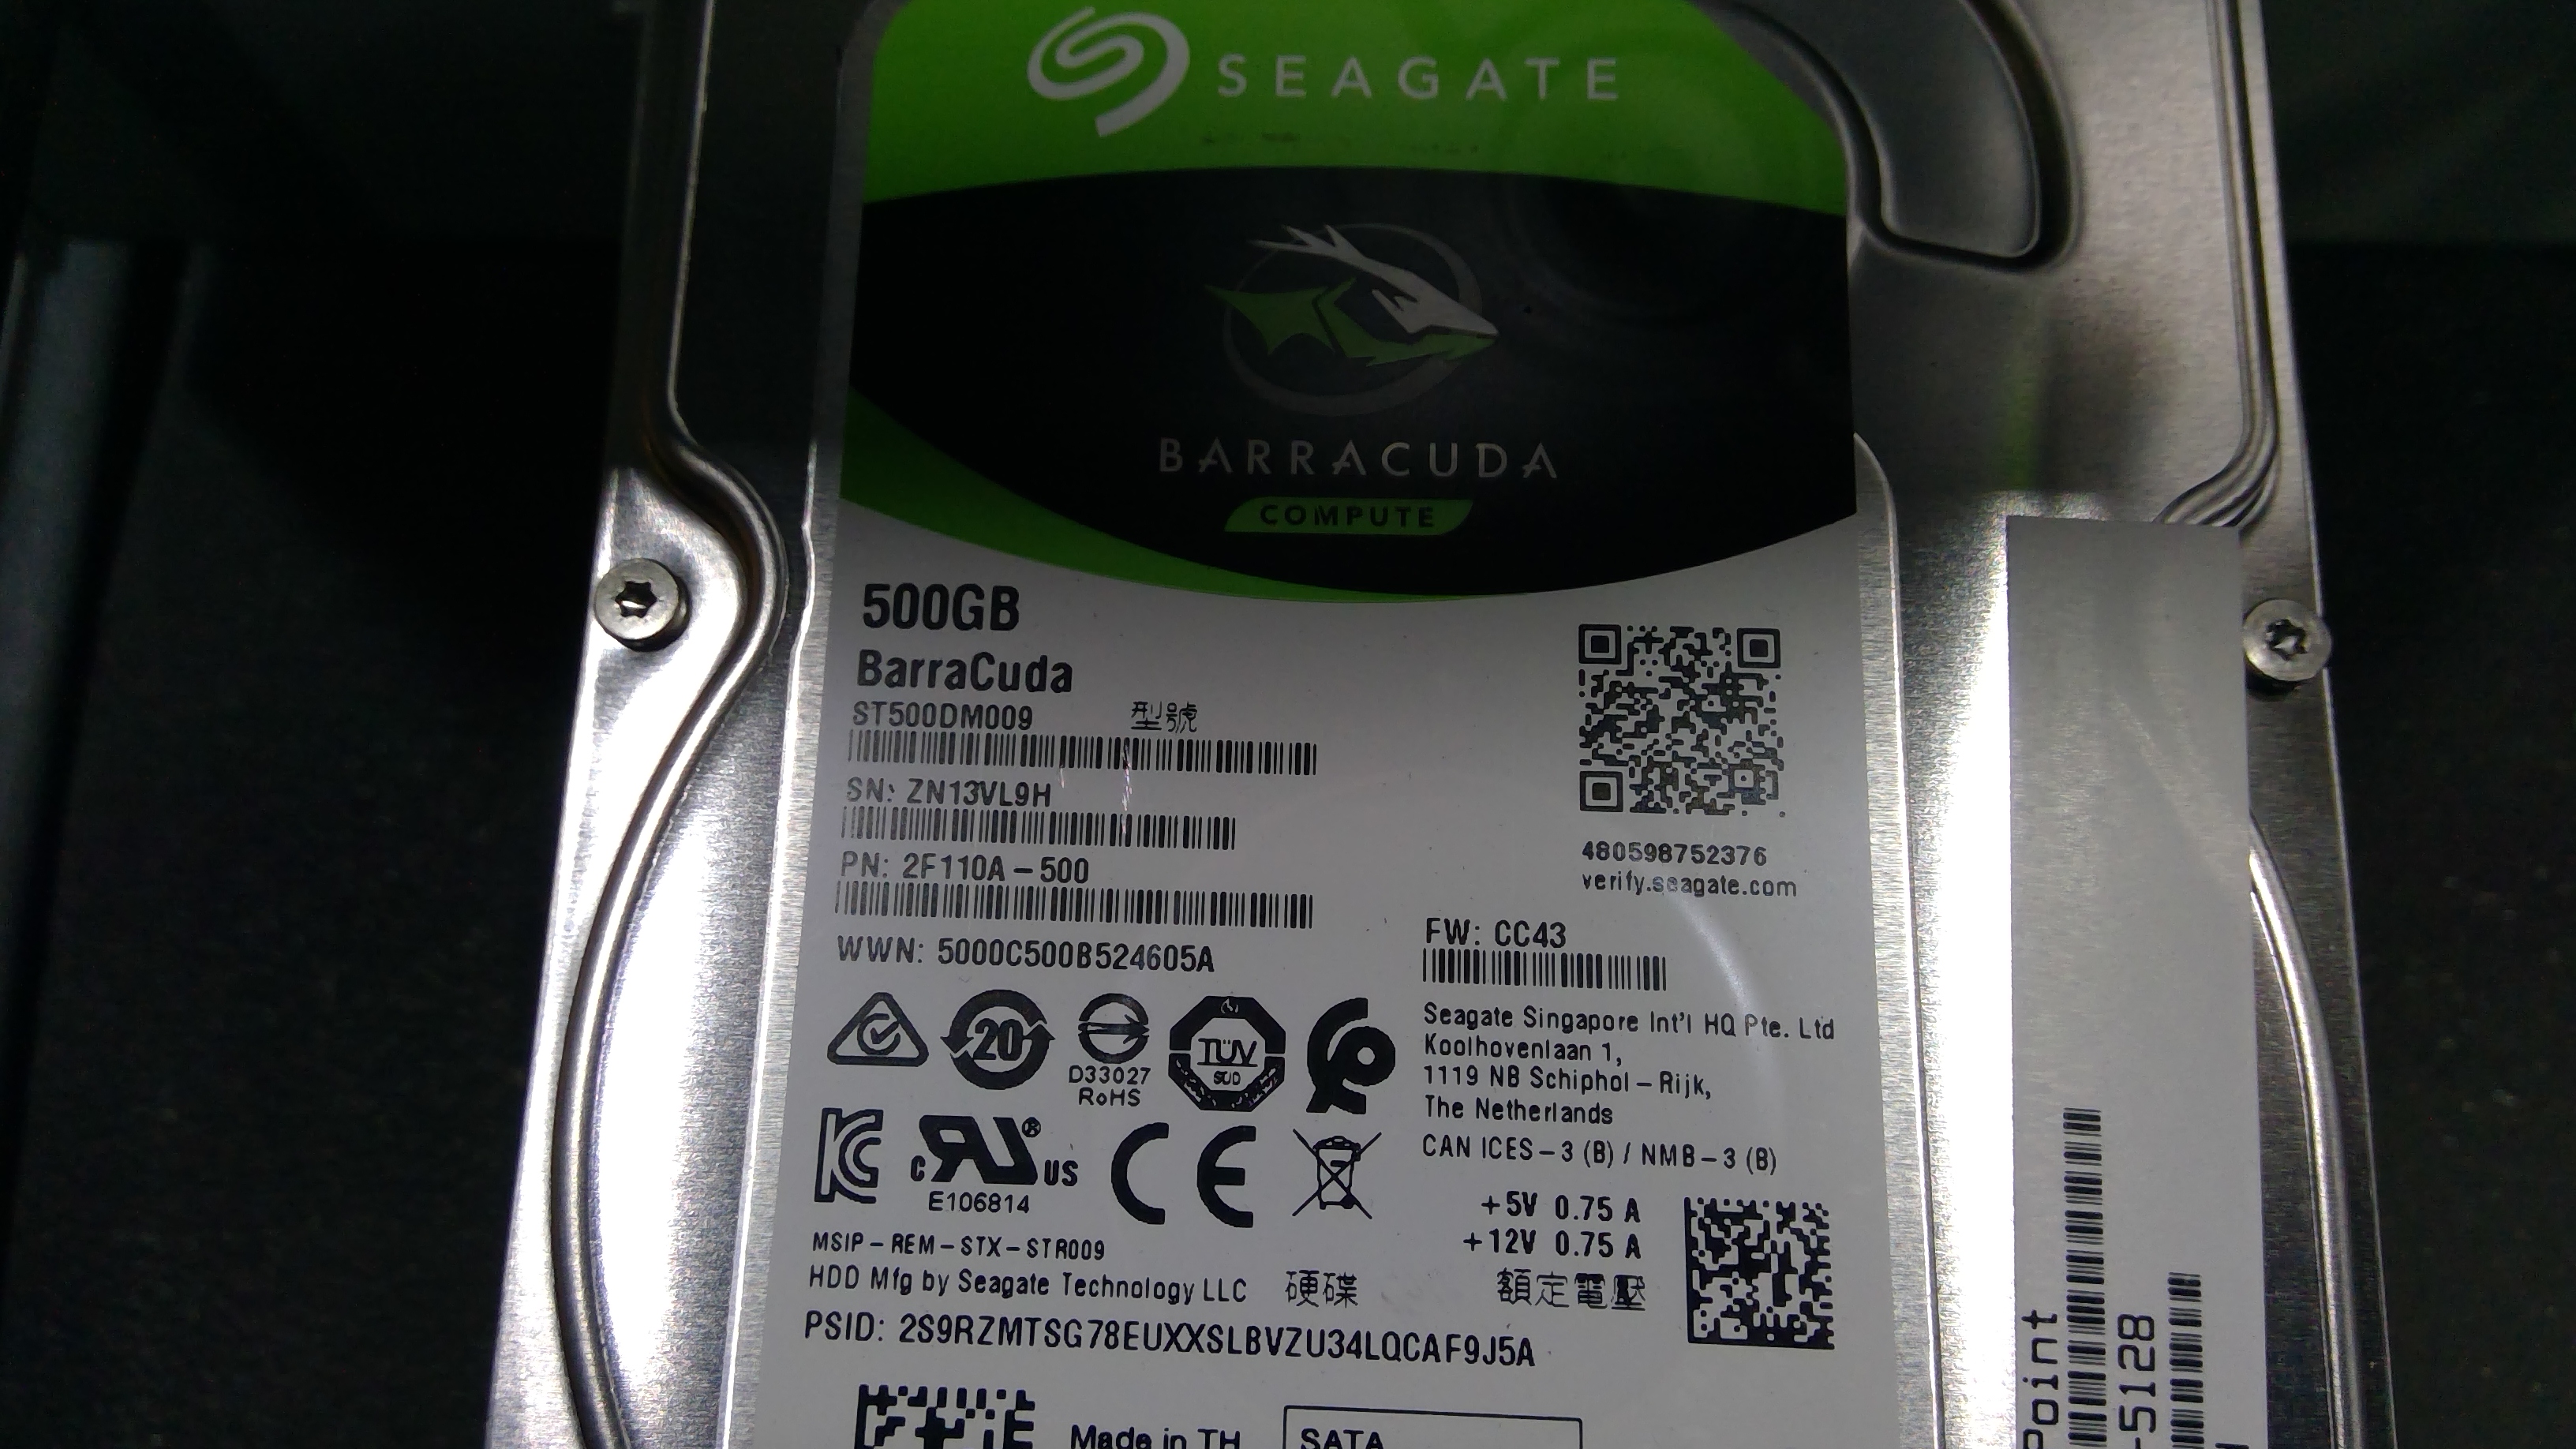 SEAGATE
BARRACUDA
COMPUTE
500GB
BarraCuda
ST500DM009 型號
SN: ZN13VL9H
PN: 2F110A-500
WWN: 5000C500B524605A
480598752376
verify.seagate.com
FW: CC43
Seagate Singapore Int'l HQ Pte. Ltd
Koolhovenlaan 1,
1119 NB Schiphol-Rijk,
The Netherlands
CAN ICES-3 (B) / NMB-3 (B)
20
D33027
RoHS
TÜV
SÜD
c RU ® US
E106814
CE
+5V 0.75 A
+12V 0.75 A
額定電壓
MSIP-REM-STX-STR009
HDD Mfg by Seagate Technology LLC 硬碟
PSID: 2S9RZMTSG78EUXXSLBVZU34LQCAF9J5A
Made in TH
SATA
Point
-5128